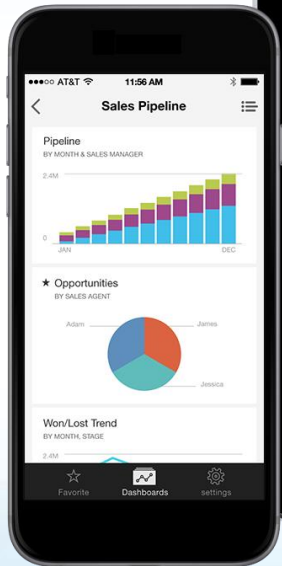 AT&T 11:56 AM
Sales Pipeline
Pipeline
BY MONTH & SALES MANAGER
2.4M
0
JAN DEC
★ Opportunities
BY SALES AGENT
Adam James
Jessica
Won/Lost Trend
BY MONTH, STAGE
2.4M
Favorite Dashboards settings